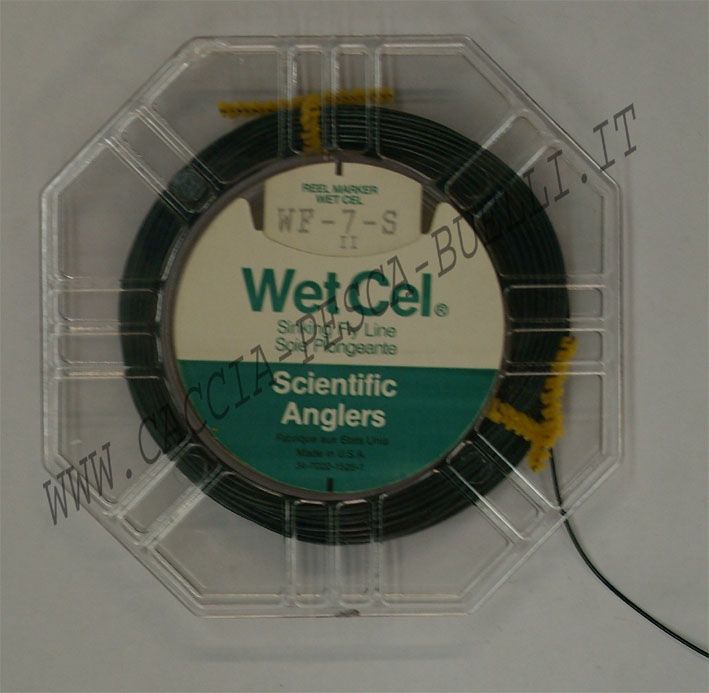 REEL MARKER
WET CEL
WF-7-S
II
WetCel®
Sinking Fly Line
Soie Plongeante
Scientific
Anglers
Fabrique aux Etats Unis
Made in U.S.A.
WWW.CACCIA-PESCA-BUELLI.IT